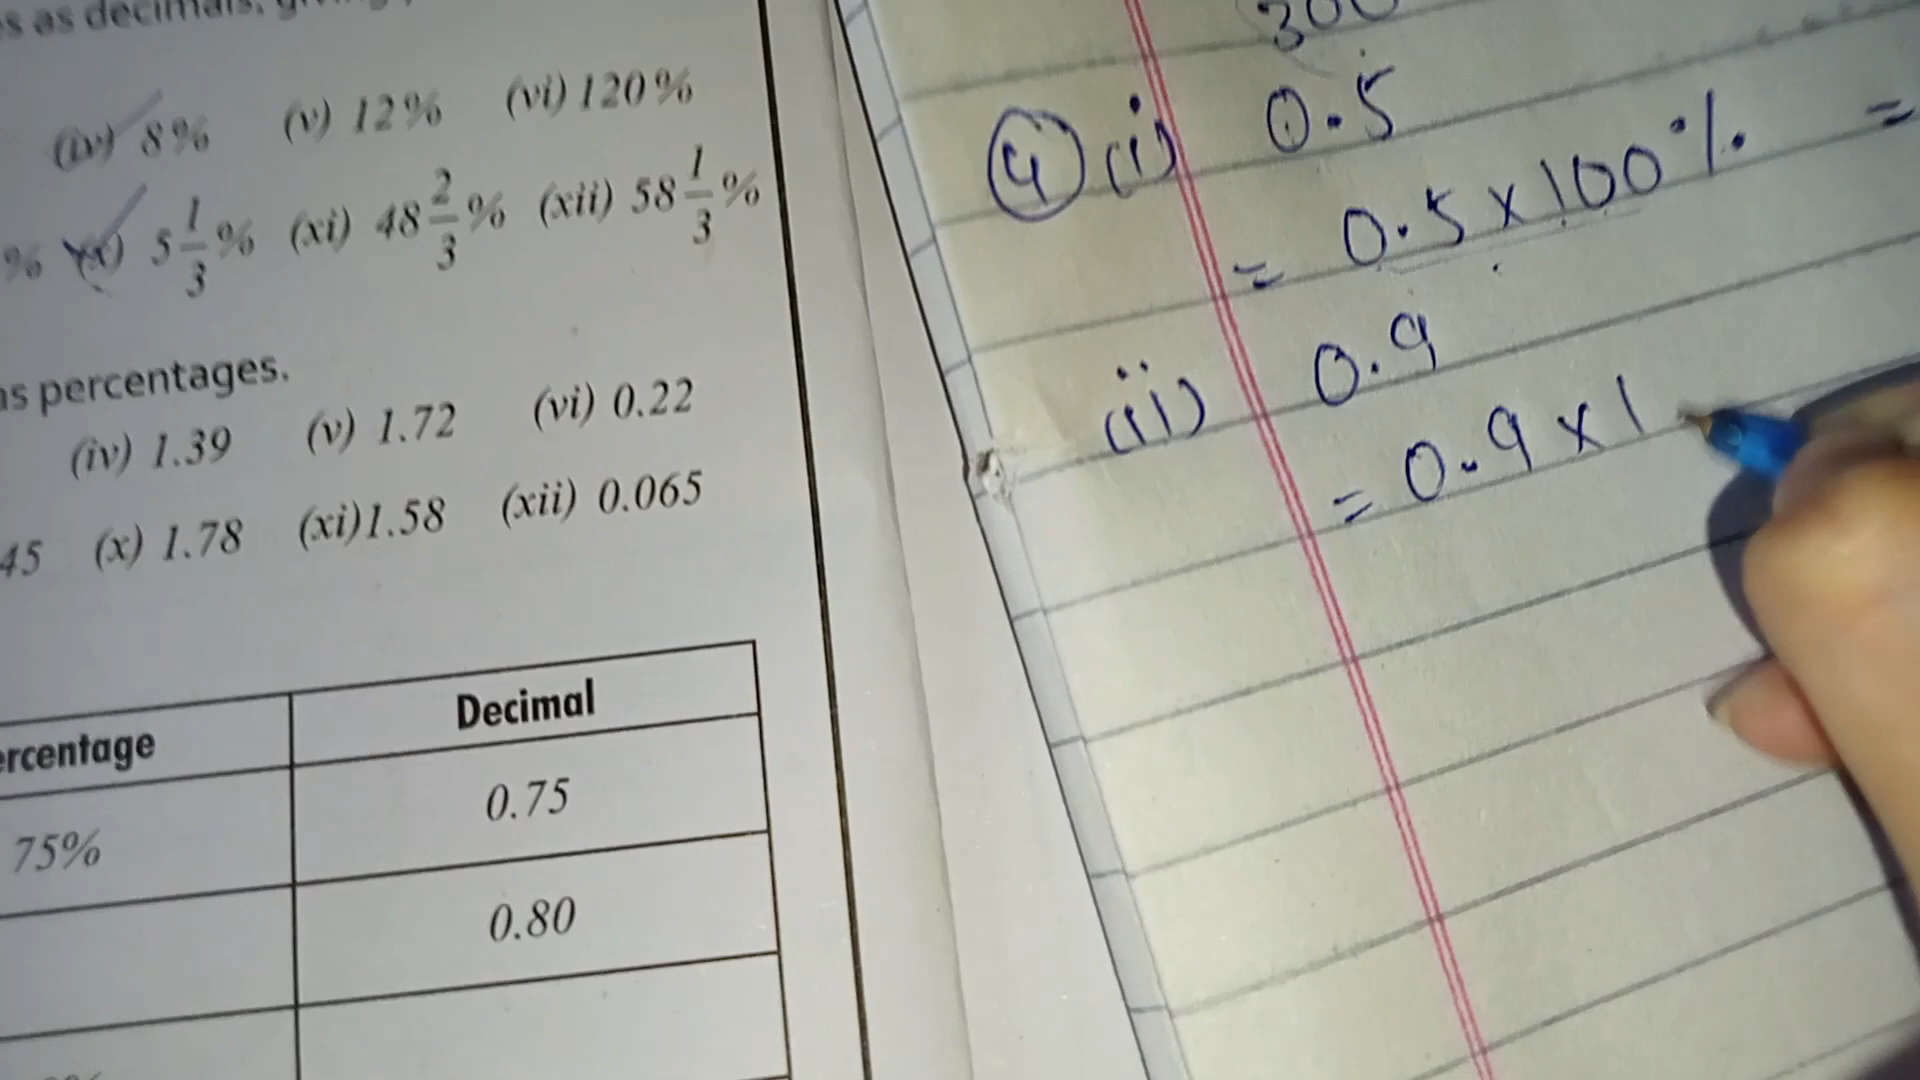 as decimals,
(iv) 8% (v) 12% (vi) 120%
% (x) 5 1/3 % (xi) 48 2/3 % (xii) 58 1/3 %
as percentages.
(iv) 1.39 (v) 1.72 (vi) 0.22
45 (x) 1.78 (xi)1.58 (xii) 0.065
ercentage Decimal
75% 0.75
0.80
300
4 (i) 0.5
= 0.5 × 100% =
(ii) 0.9
= 0.9 × 1